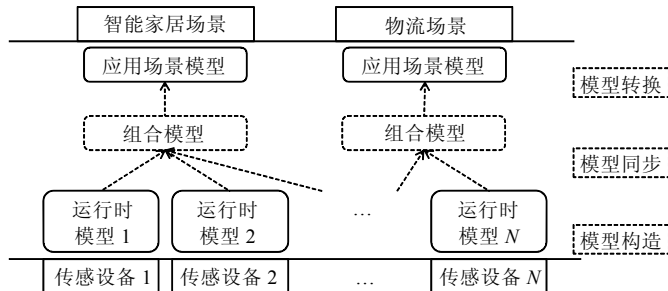 智能家居场景
物流场景
应用场景模型
应用场景模型
模型转换
组合模型
组合模型
模型同步
运行时
模型 1
运行时
模型 2
…
运行时
模型 N
模型构造
传感设备 1
传感设备 2
…
传感设备 N